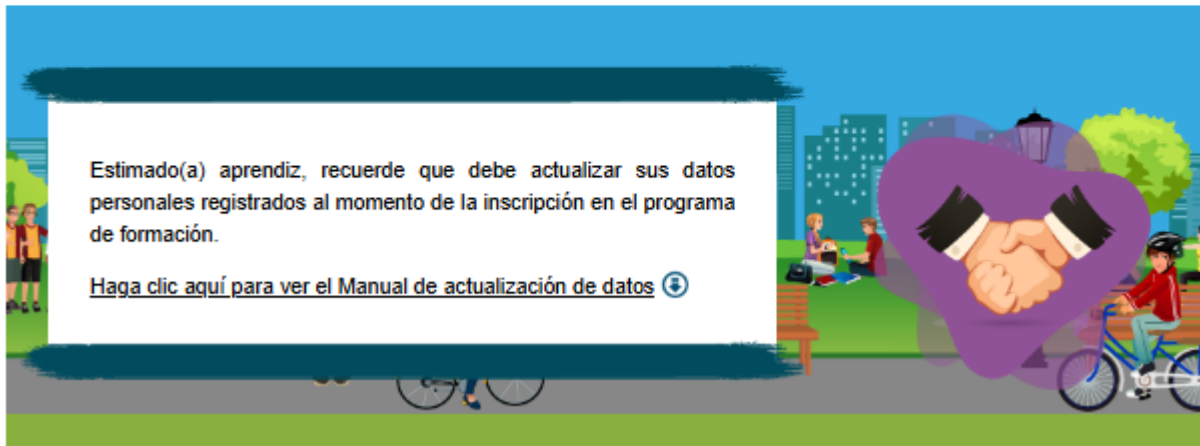 Estimado(a) aprendiz, recuerde que debe actualizar sus datos
personales registrados al momento de la inscripción en el programa
de formación.
Haga clic aquí para ver el Manual de actualización de datos